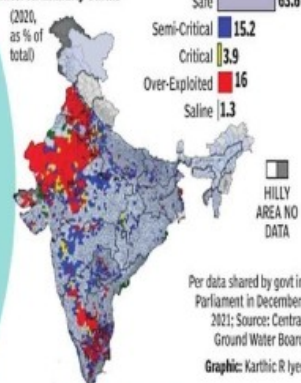 (2020,
as % of
total)
Safe
Semi-Critical 15.2
Critical 3.9
Over-Exploited 16
Saline 1.3
HILLY
AREA NO
DATA
Per data shared by govt in
Parliament in December
2021; Source: Central
Ground Water Board
Graphic: Karthic R Iyer